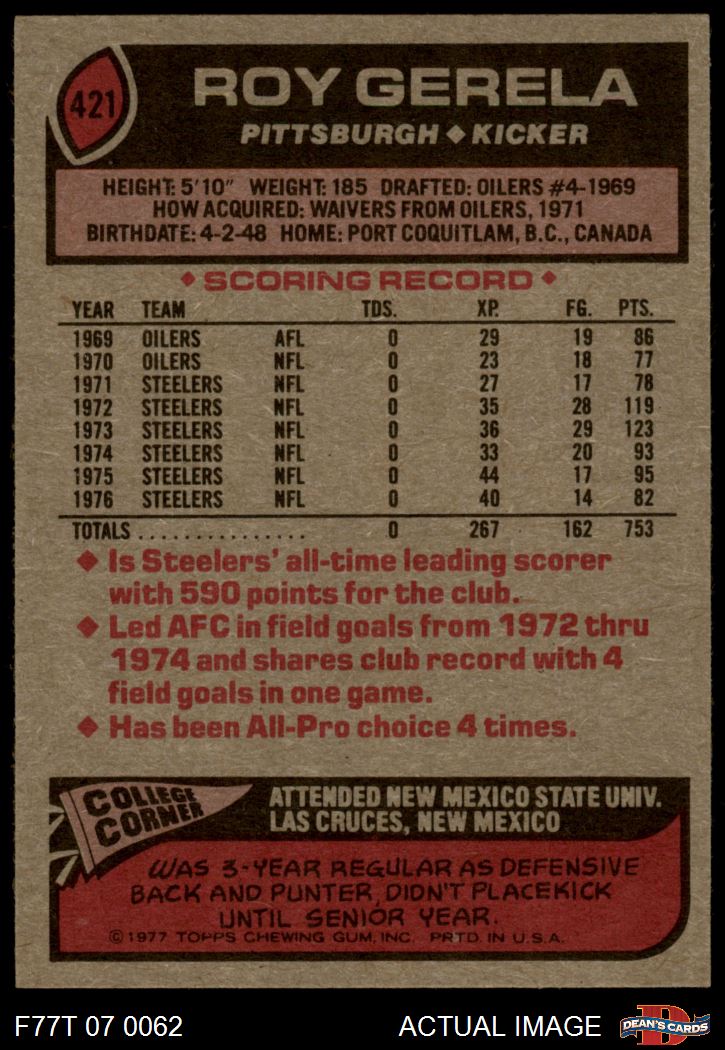 421
ROY GERELA
PITTSBURGH ◆ KICKER
HEIGHT: 5'10" WEIGHT: 185 DRAFTED: OILERS #4-1969
HOW ACQUIRED: WAIVERS FROM OILERS, 1971
BIRTHDATE: 4-2-48 HOME: PORT COQUITLAM, B.C., CANADA
◆ SCORING RECORD ◆
YEAR TEAM TDS. XP. FG. PTS.
1969 OILERS AFL 0 29 19 86
1970 OILERS NFL 0 23 18 77
1971 STEELERS NFL 0 27 17 78
1972 STEELERS NFL 0 35 28 119
1973 STEELERS NFL 0 36 29 123
1974 STEELERS NFL 0 33 20 93
1975 STEELERS NFL 0 44 17 95
1976 STEELERS NFL 0 40 14 82
TOTALS ................ 0 267 162 753
◆ Is Steelers' all-time leading scorer
with 590 points for the club.
◆ Led AFC in field goals from 1972 thru
1974 and shares club record with 4
field goals in one game.
◆ Has been All-Pro choice 4 times.
COLLEGE
CORNER
ATTENDED NEW MEXICO STATE UNIV.
LAS CRUCES, NEW MEXICO
WAS 3-YEAR REGULAR AS DEFENSIVE
BACK AND PUNTER, DIDN'T PLACEKICK
UNTIL SENIOR YEAR.
© 1977 TOPPS CHEWING GUM, INC. PRTD. IN U.S.A.
F77T 07 0062
ACTUAL IMAGE
D
DEAN'S CARDS